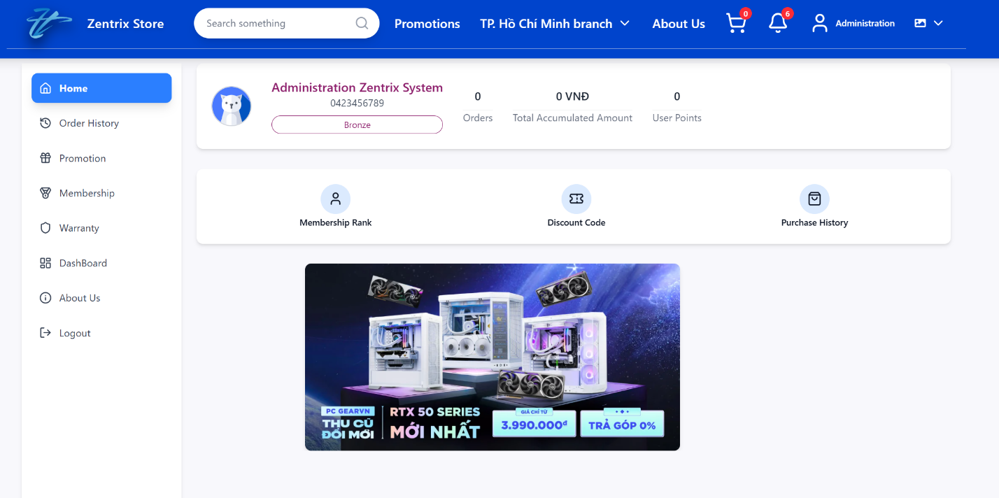 Zentrix Store
Search something
Promotions
TP. Hồ Chí Minh branch
About Us
0
6
Administration
Home
Order History
Promotion
Membership
Warranty
DashBoard
About Us
Logout
Administration Zentrix System
0423456789
Bronze
0
Orders
0 VNĐ
Total Accumulated Amount
0
User Points
Membership Rank
Discount Code
Purchase History
PC GEARVN
THU CŨ
ĐỔI MỚI
RTX 50 SERIES
MỚI NHẤT
GIÁ CHỈ TỪ
3.990.000đ
TRẢ GÓP 0%